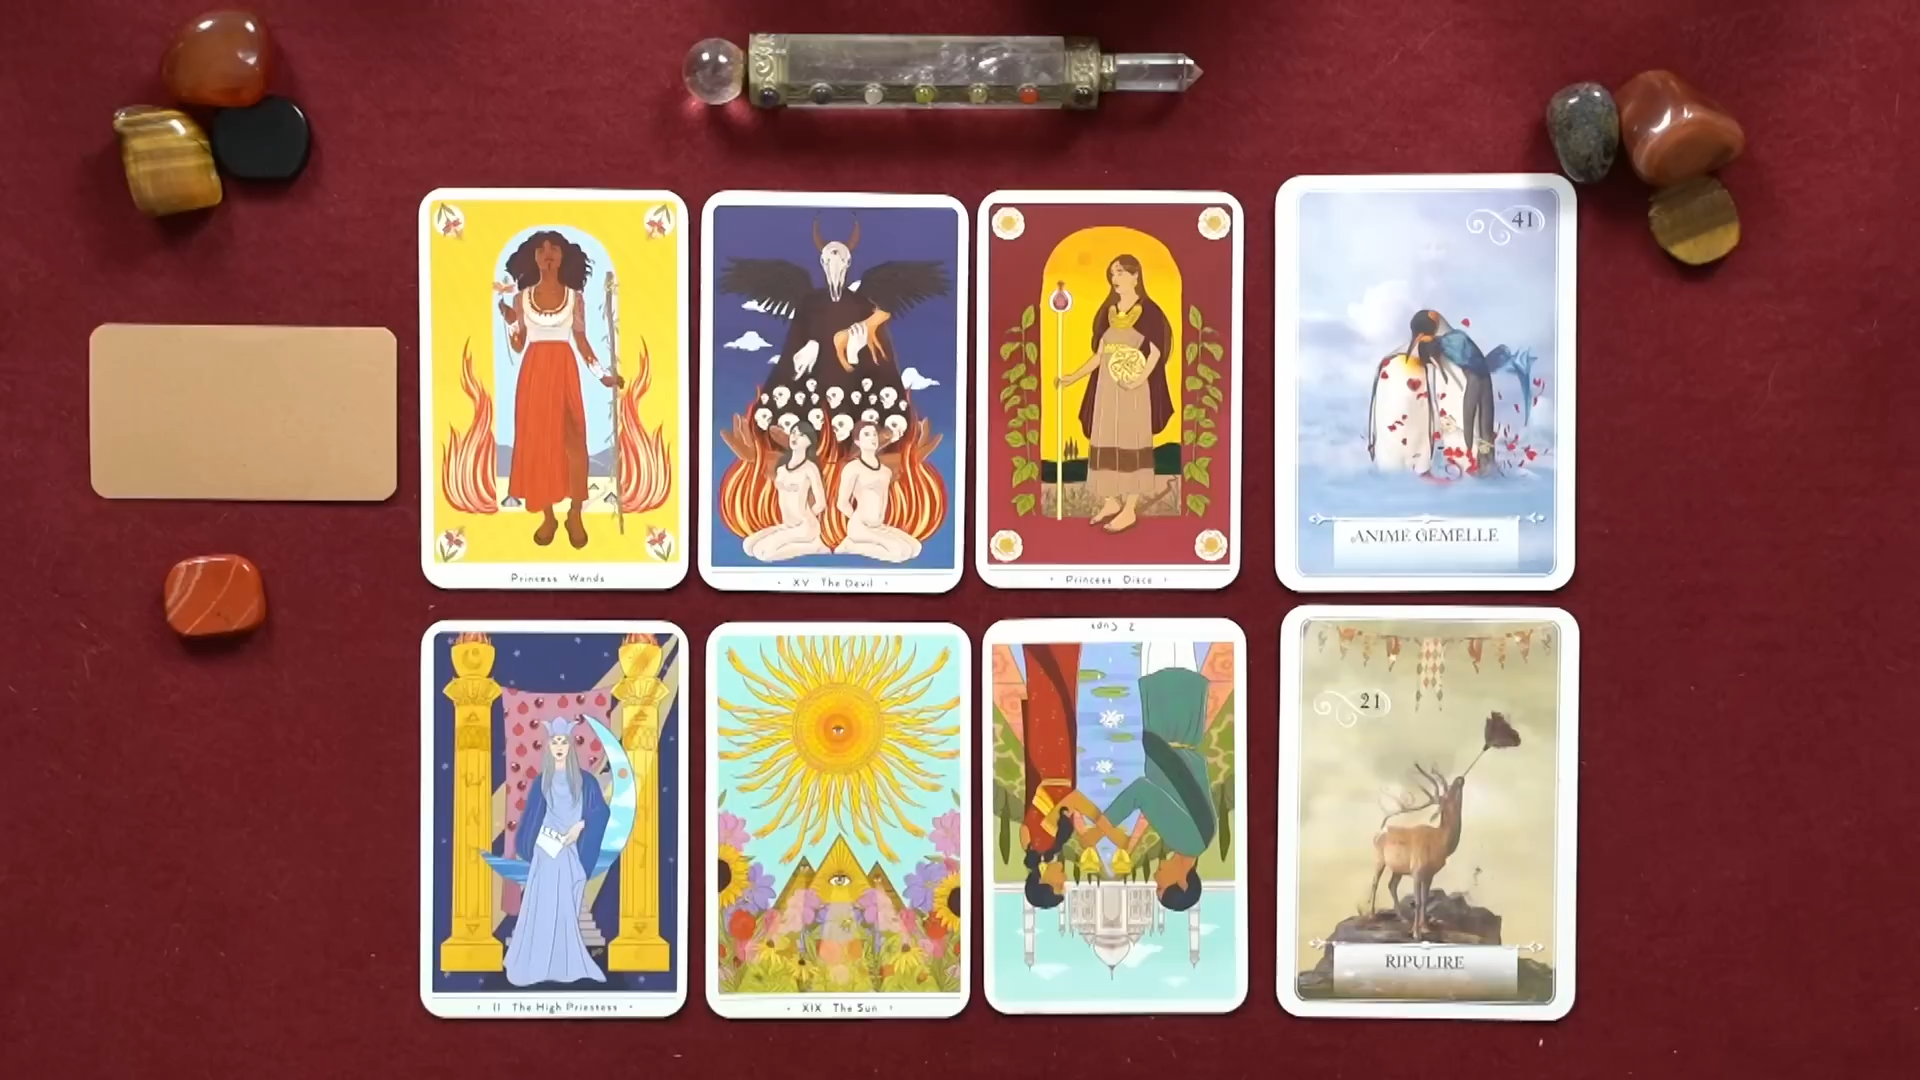 Princess Wands
· XV The Devil ·
· Princess Discs ·
41
ANIME GEMELLE
· II The High Priestess ·
· XIX The Sun ·
2 Cups
21
RIPULIRE